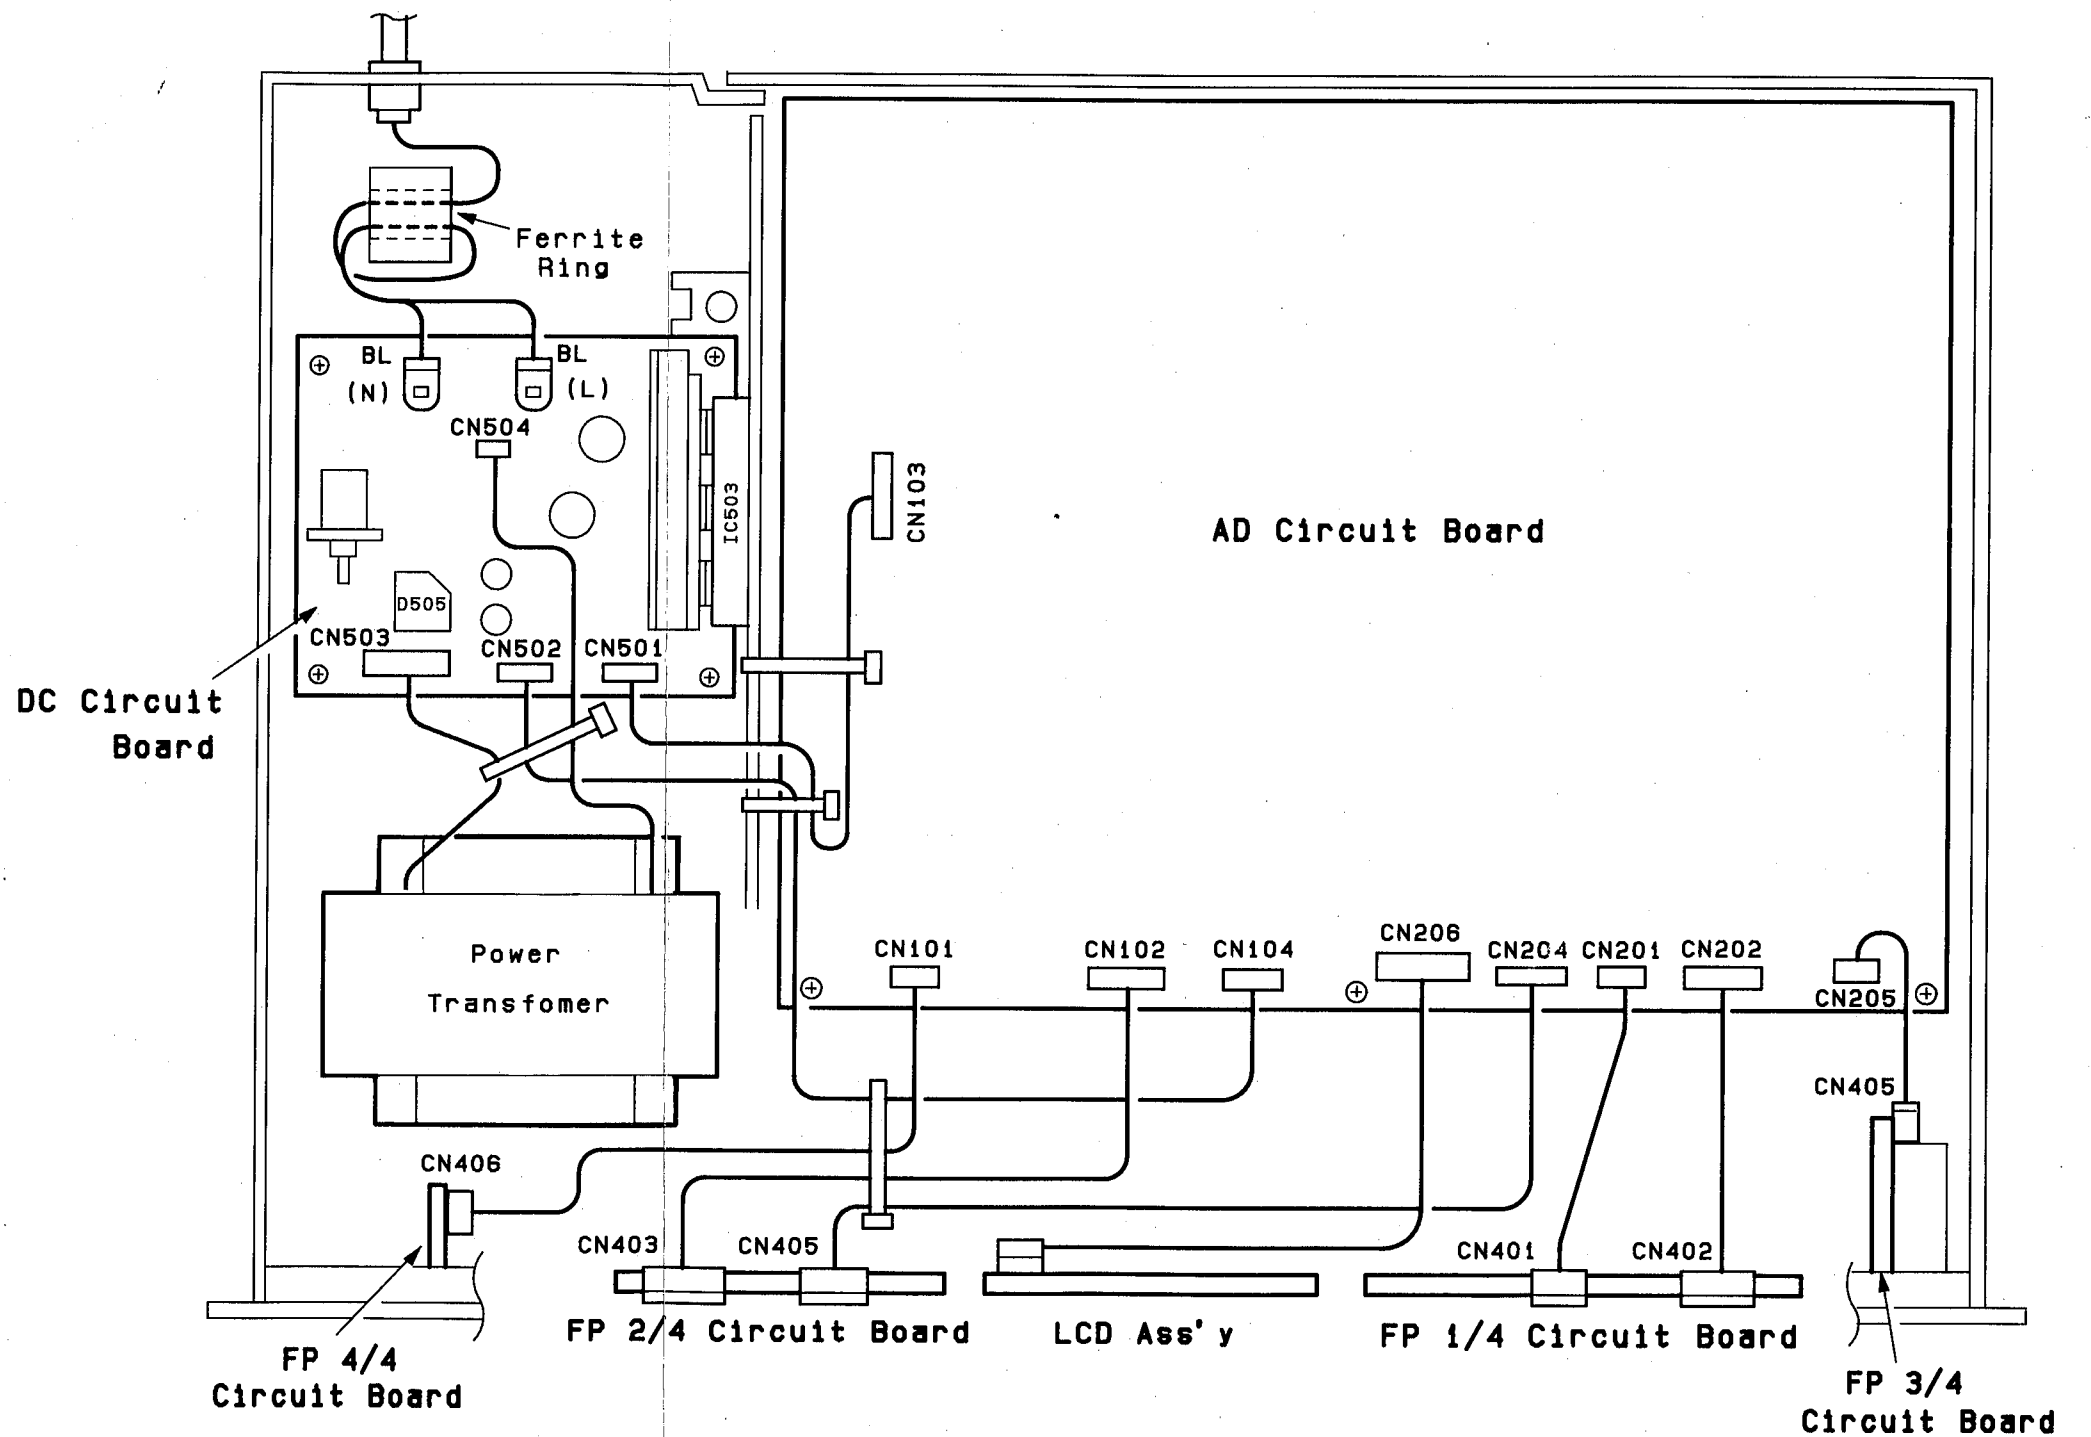 Ferrite
Ring
BL
(N)
BL
(L)
CN504
IC503
CN103
AD Circuit Board
D505
CN503
CN502
CN501
DC Circuit
Board
Power
Transfomer
CN101
CN102
CN104
CN206
CN204
CN201
CN202
CN205
CN405
CN406
CN403
CN405
CN401
CN402
FP 2/4 Circuit Board
LCD Ass'y
FP 1/4 Circuit Board
FP 4/4
Circuit Board
FP 3/4
Circuit Board